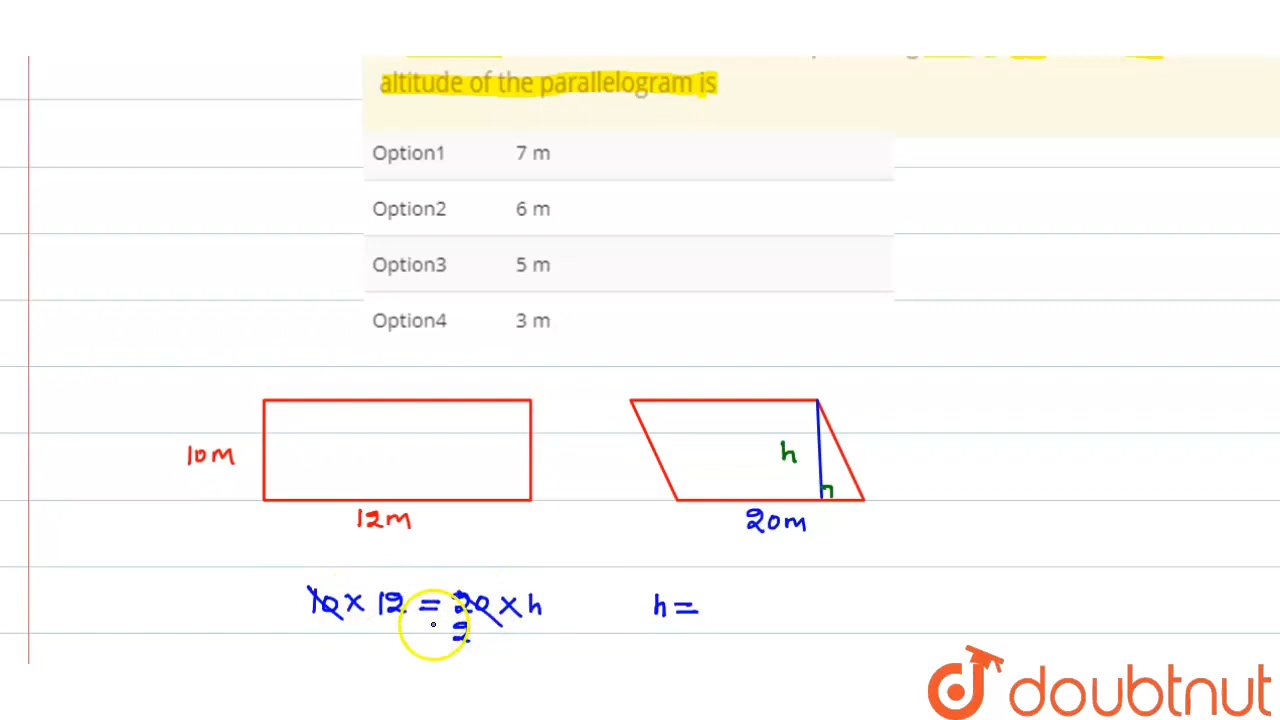 altitude of the parallelogram is
Option1 7 m
Option2 6 m
Option3 5 m
Option4 3 m
10m
h
h
12m
20m
10 × 12 = 20 × h
h =
2
doubtnut